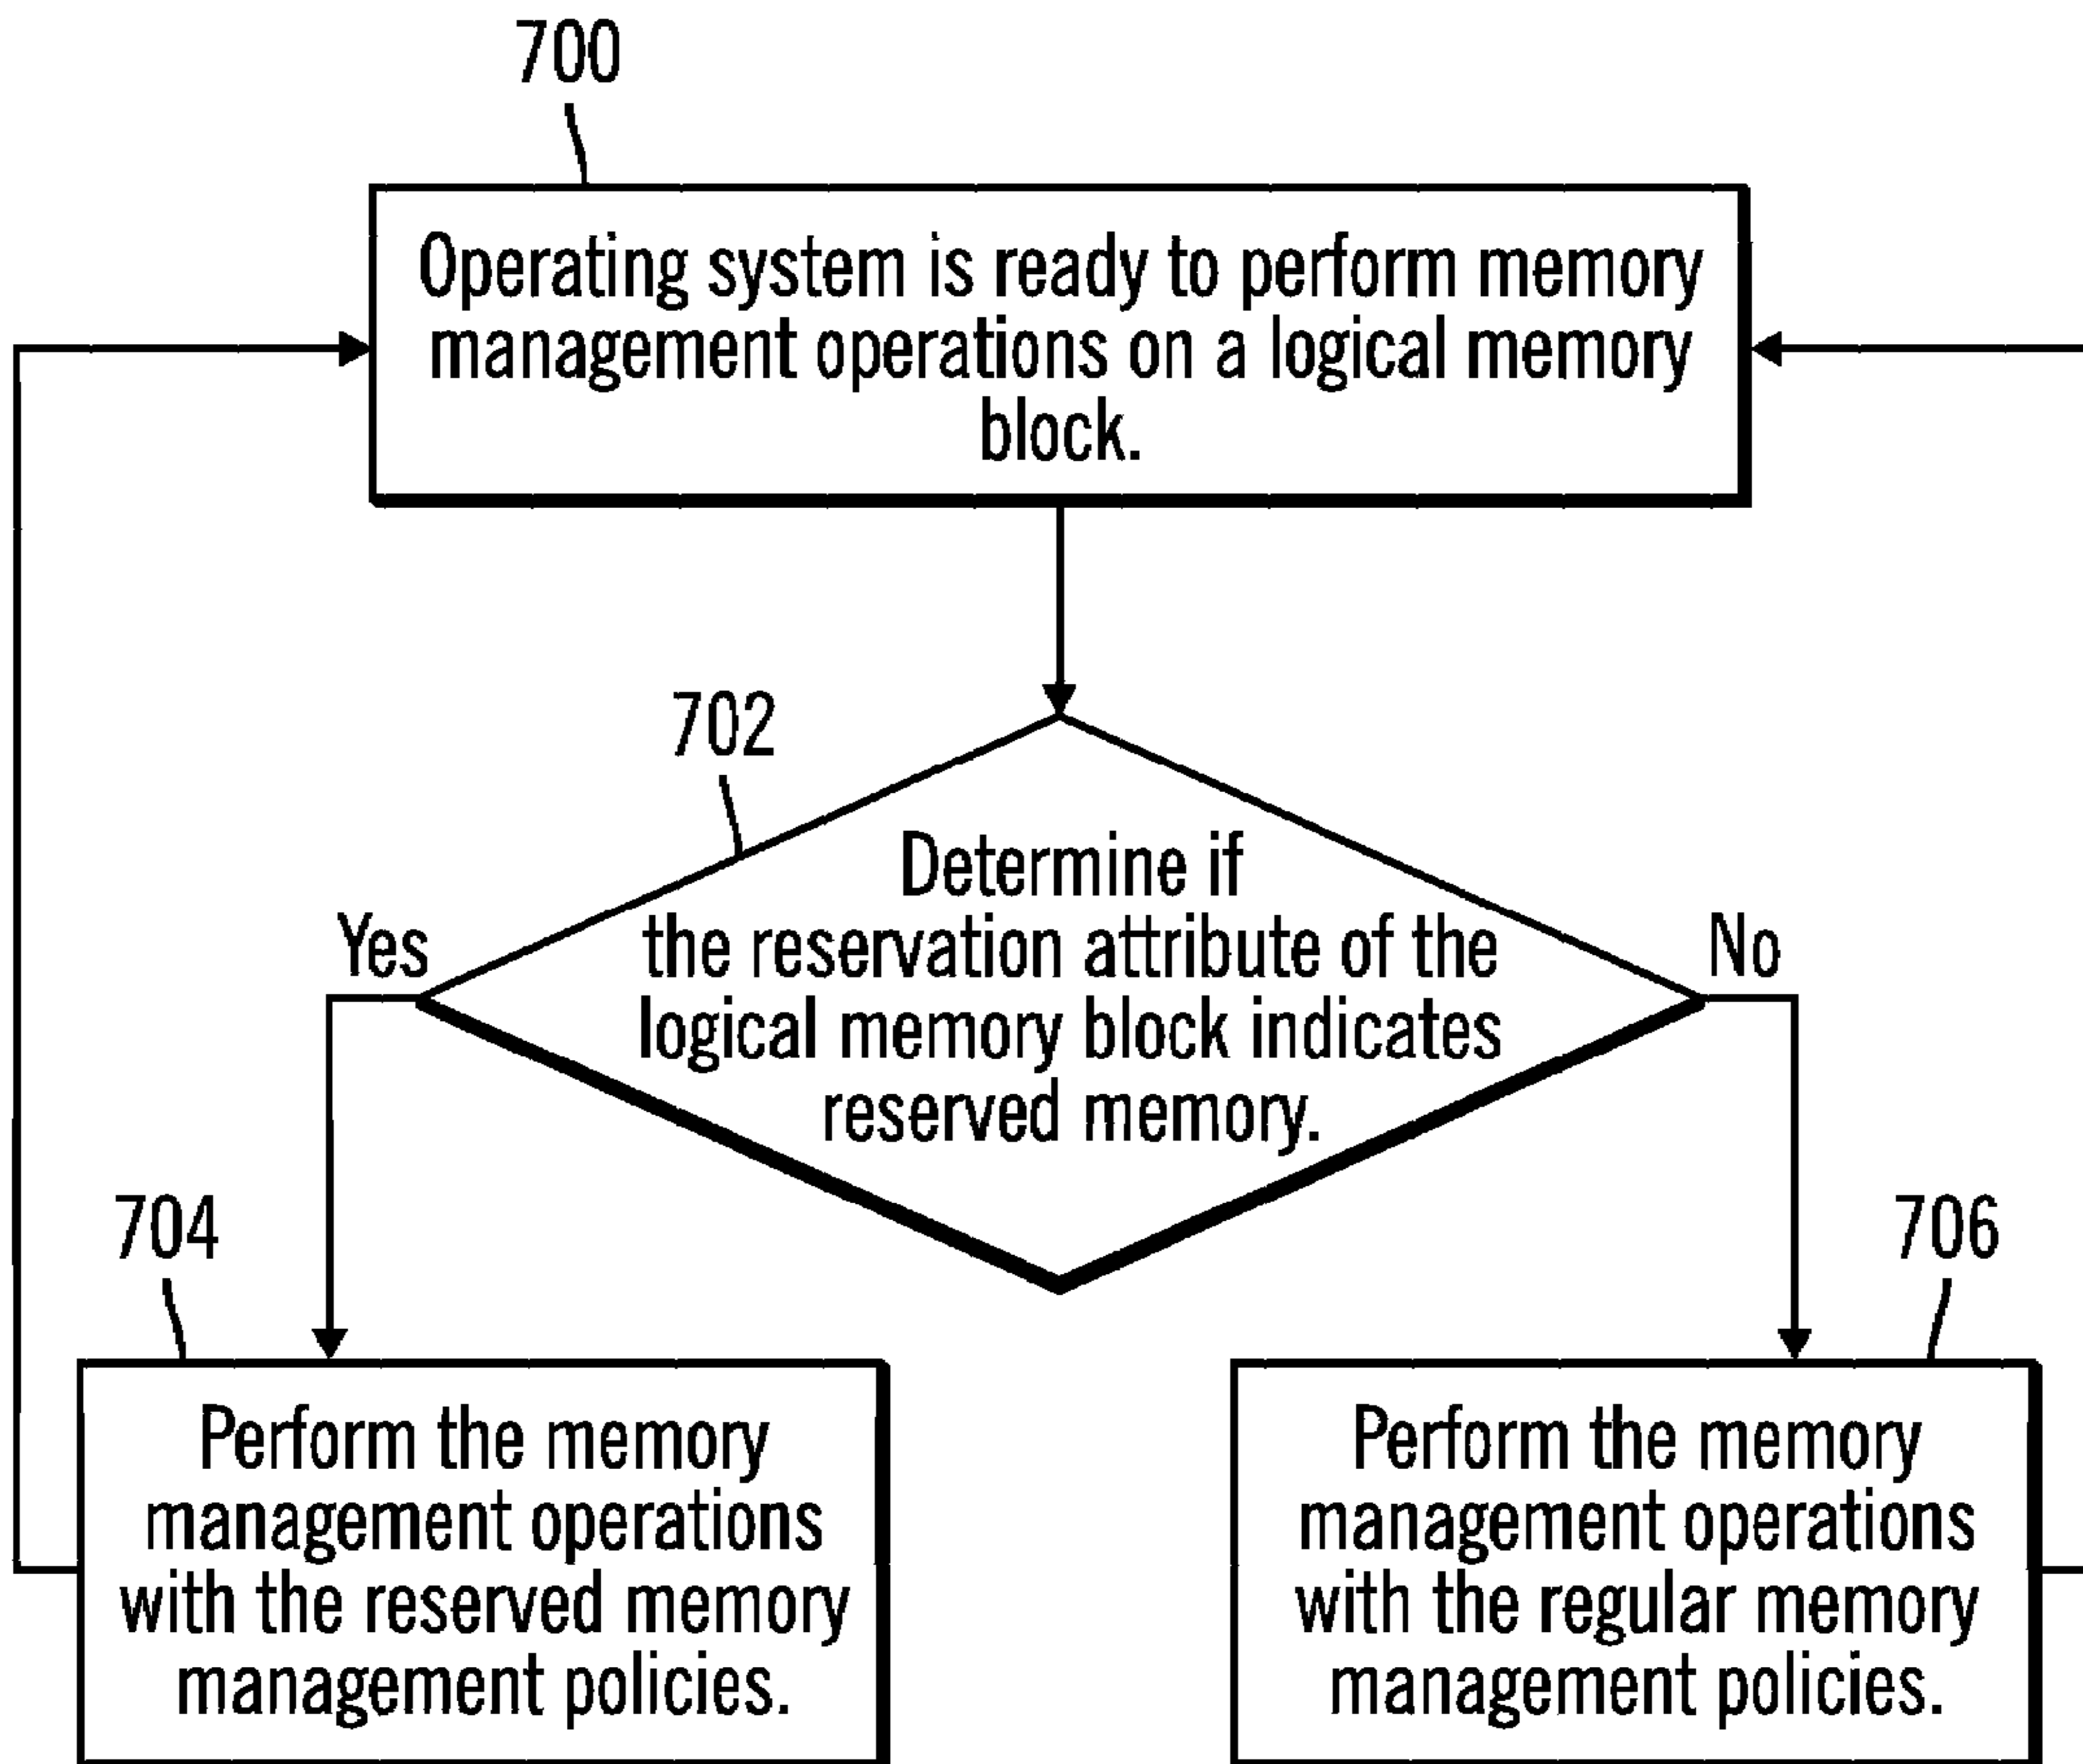 700
Operating system is ready to perform memory
management operations on a logical memory
block.
702
Determine if
the reservation attribute of the
logical memory block indicates
reserved memory.
Yes
No
704
Perform the memory
management operations
with the reserved memory
management policies.
706
Perform the memory
management operations
with the regular memory
management policies.